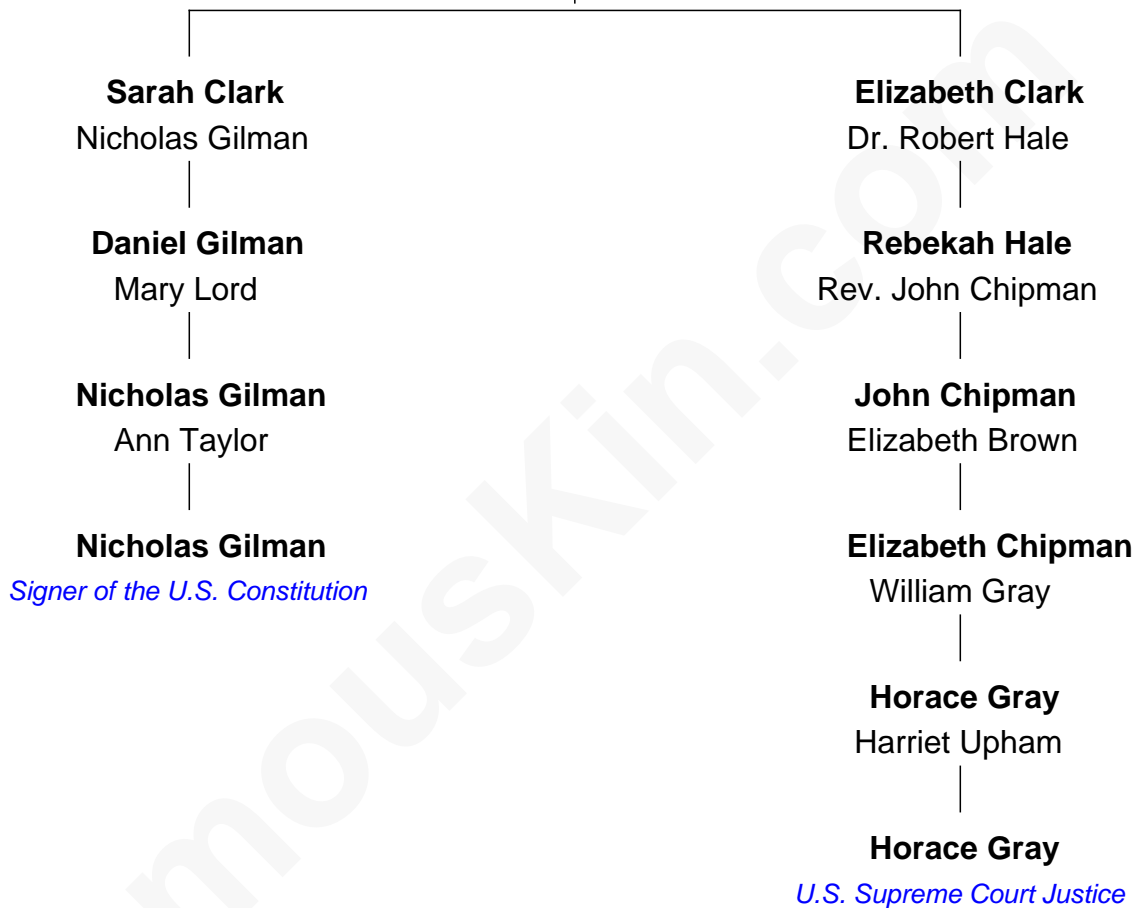 Sarah Clark
Nicholas Gilman
Daniel Gilman
Mary Lord
Nicholas Gilman
Ann Taylor
Nicholas Gilman
Signer of the U.S. Constitution
Elizabeth Clark
Dr. Robert Hale
Rebekah Hale
Rev. John Chipman
John Chipman
Elizabeth Brown
Elizabeth Chipman
William Gray
Horace Gray
Harriet Upham
Horace Gray
U.S. Supreme Court Justice
mouskin.com